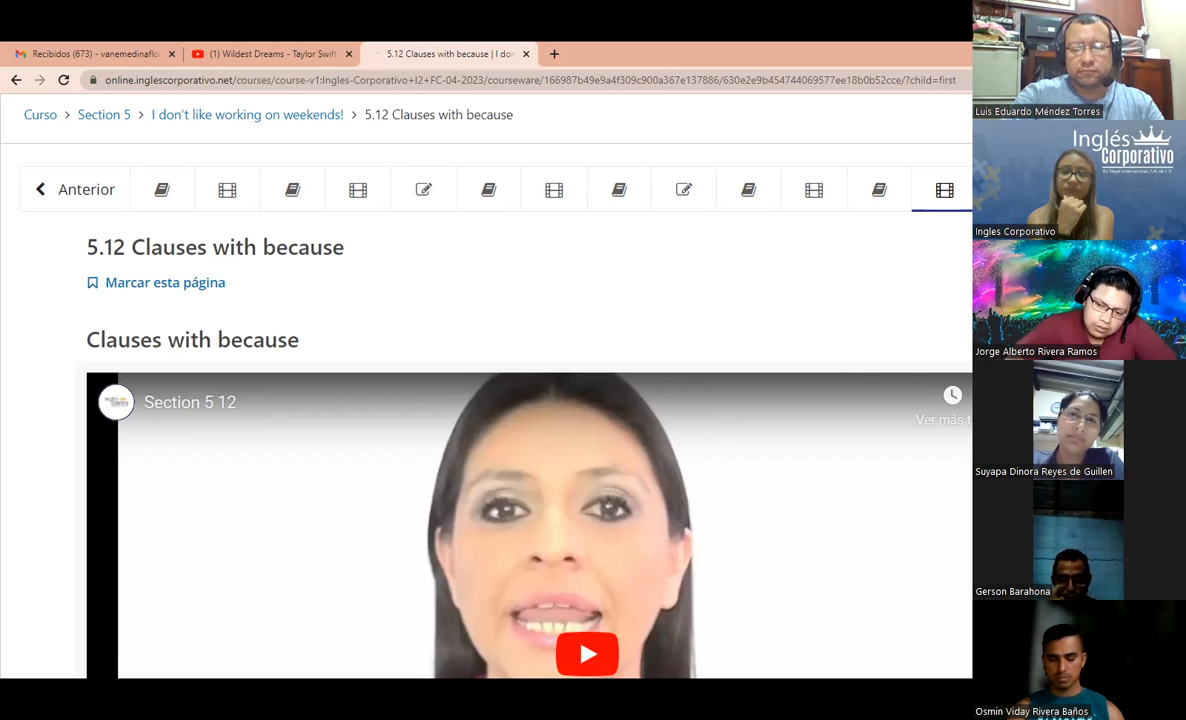 Recibidos (673) - vanemedinaflo
(1) Wildest Dreams - Taylor Swift
5.12 Clauses with because | I don
online.inglescorporativo.net/courses/course-v1:Ingles-Corporativo+I2+FC-04-2023/courseware/166987b49e9a4f309c900a367e137886/630e2e9b454744069577ee18b0b52cce/?child=first
Curso > Section 5 > I don't like working on weekends! > 5.12 Clauses with because
Anterior
5.12 Clauses with because
Marcar esta página
Clauses with because
Section 5 12
Ver más t
Luis Eduardo Méndez Torres
Inglés
Corporativo
Ingles Corporativo
Jorge Alberto Rivera Ramos
Suyapa Dinora Reyes de Guillen
Gerson Barahona
Osmin Viday Rivera Baños